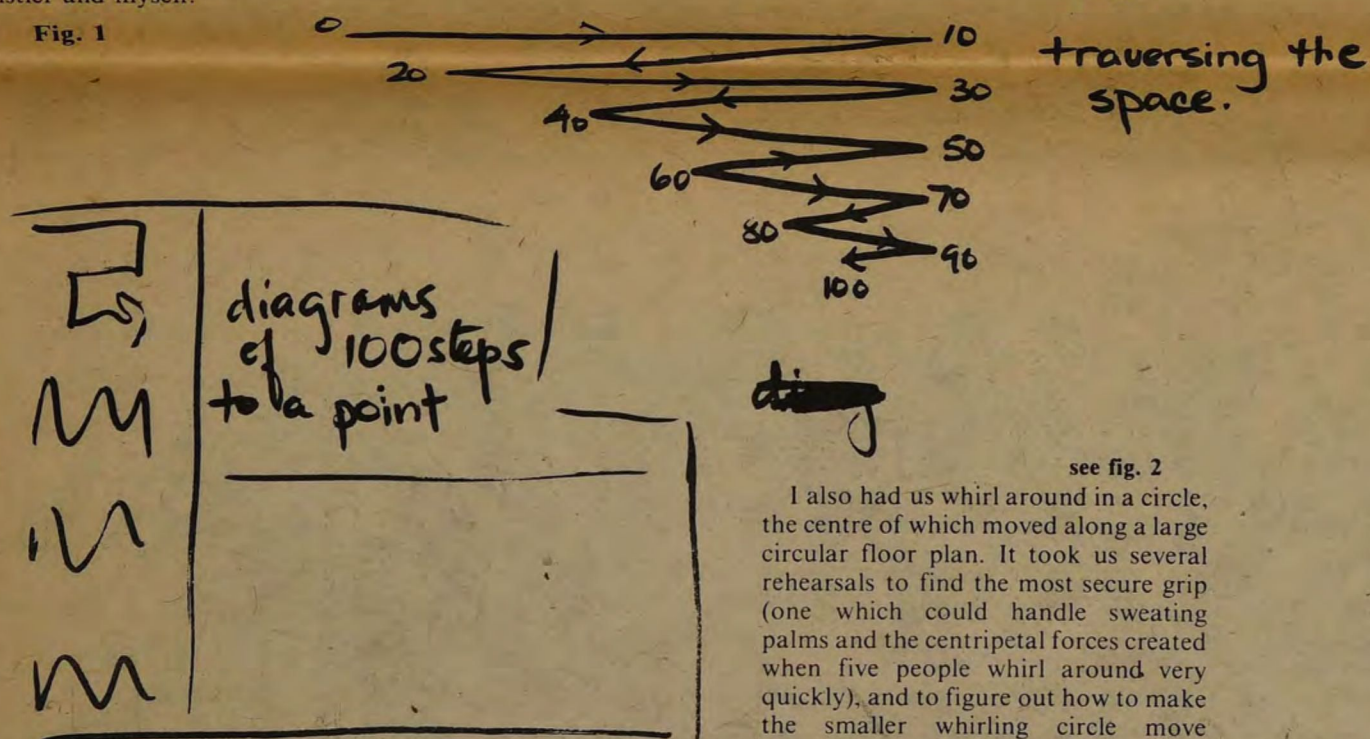 and myself.
Fig. 1
0
10
20
30
40
50
60
70
80
90
100
traversing the
space.
diagrams
of 100 steps
to a point
see fig. 2
I also had us whirl around in a circle,
the centre of which moved along a large
circular floor plan. It took us several
rehearsals to find the most secure grip
(one which could handle sweating
palms and the centripetal forces created
when five people whirl around very
quickly), and to figure out how to make
the smaller whirling circle move